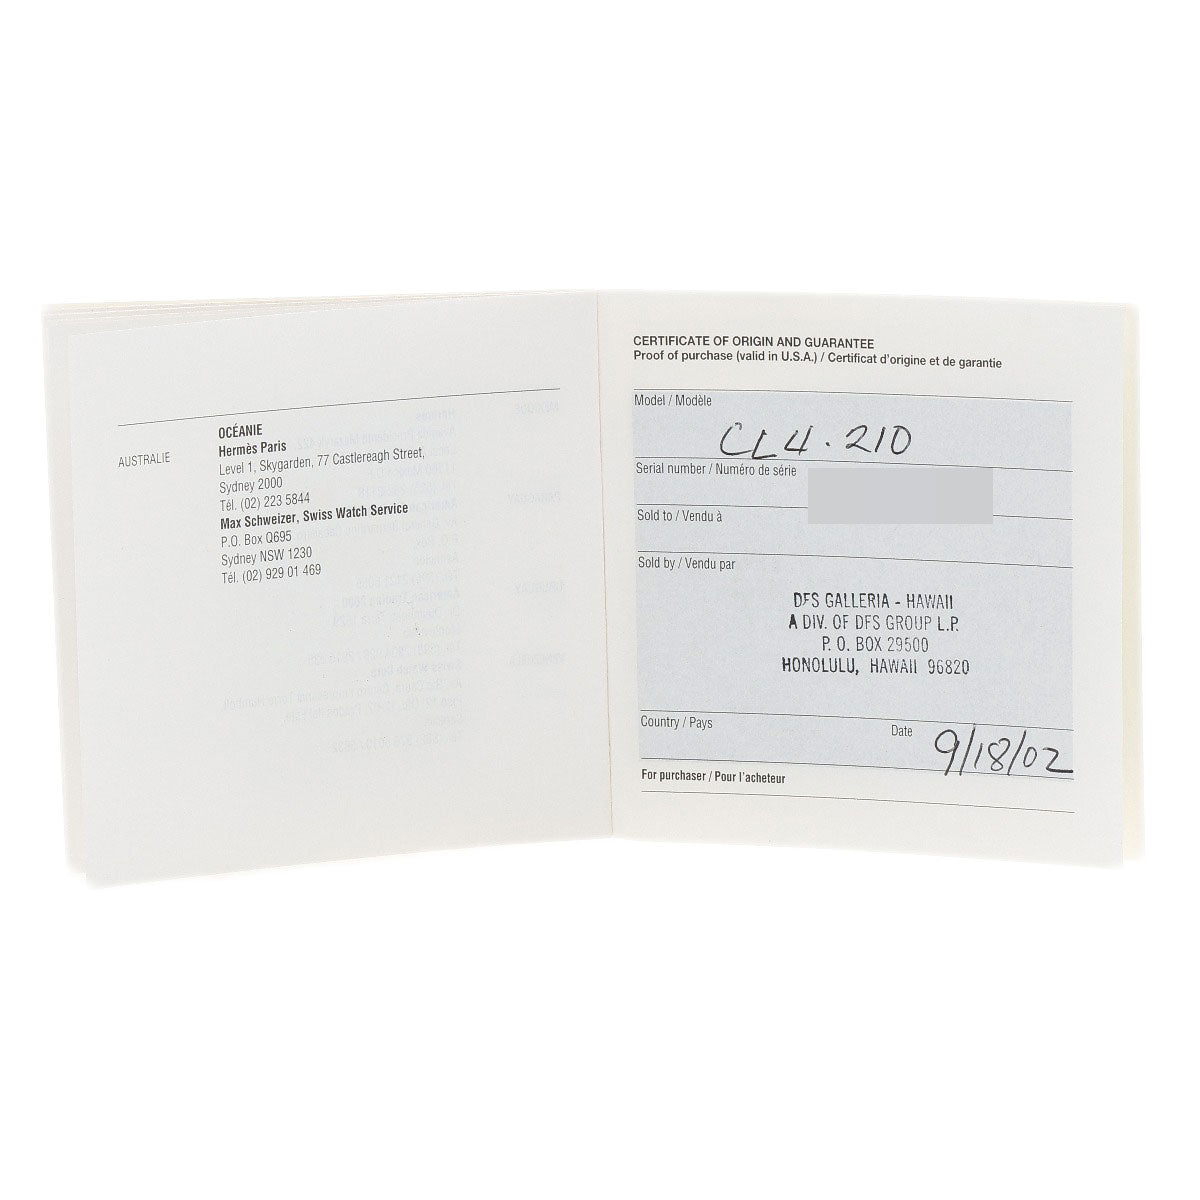 AUSTRALIE
OCÉANIE
Hermès Paris
Level 1, Skygarden, 77 Castlereagh Street,
Sydney 2000
Tél. (02) 223 5844
Max Schweizer, Swiss Watch Service
P.O. Box Q695
Sydney NSW 1230
Tél. (02) 929 01 469
CERTIFICATE OF ORIGIN AND GUARANTEE
Proof of purchase (valid in U.S.A.) / Certificat d'origine et de garantie
Model / Modèle
CL4.210
Serial number / Numéro de série
Sold to / Vendu à
Sold by / Vendu par
DFS GALLERIA - HAWAII
A DIV. OF DFS GROUP L.P.
P. O. BOX 29500
HONOLULU, HAWAII 96820
Country / Pays
Date 9/18/02
For purchaser / Pour l'acheteur